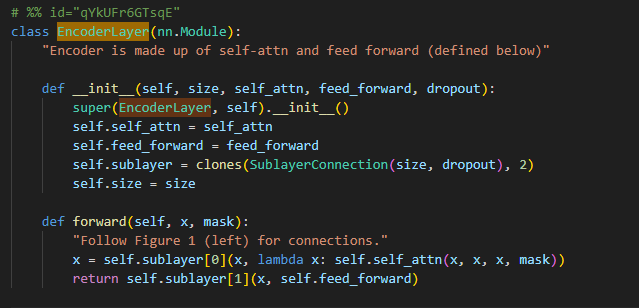 # %% id="qYkUFr6GTsqE"
class EncoderLayer(nn.Module):
    "Encoder is made up of self-attn and feed forward (defined below)"

    def __init__(self, size, self_attn, feed_forward, dropout):
        super(EncoderLayer, self).__init__()
        self.self_attn = self_attn
        self.feed_forward = feed_forward
        self.sublayer = clones(SublayerConnection(size, dropout), 2)
        self.size = size

    def forward(self, x, mask):
        "Follow Figure 1 (left) for connections."
        x = self.sublayer[0](x, lambda x: self.self_attn(x, x, x, mask))
        return self.sublayer[1](x, self.feed_forward)